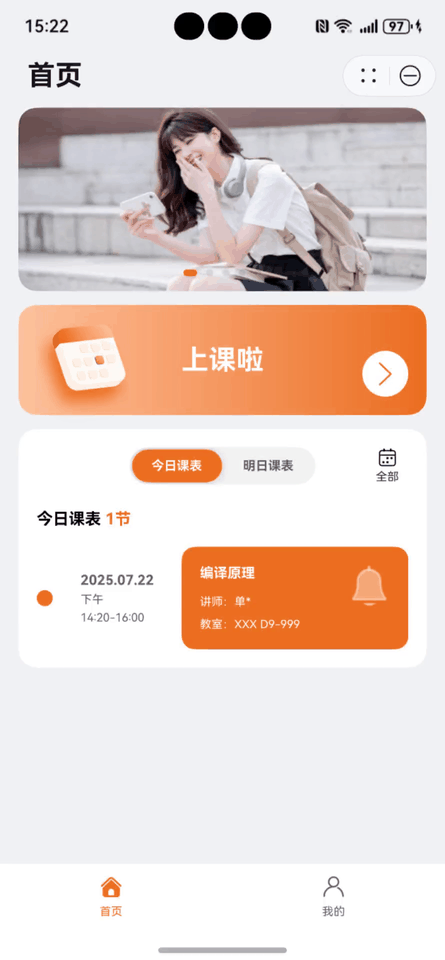 15:22
97
首页
上课啦
今日课表 明日课表
全部
今日课表 1节
2025.07.22
下午
14:20-16:00
编译原理
讲师：单*
教室：XXX D9-999
首页 我的